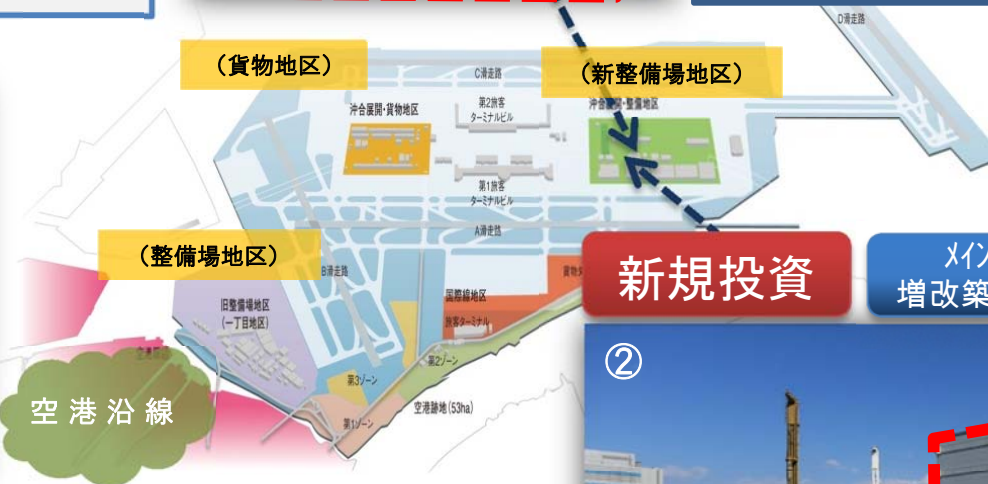 D滑走路
（貨物地区）
C滑走路
（新整備場地区）
沖合展開・貨物地区
第2旅客
ターミナルビル
沖合展開・整備地区
第1旅客
ターミナルビル
A滑走路
（整備場地区）
B滑走路
新規投資
メイン
増改築
旧整備場地区
（一丁目地区）
国際線地区
貨物
旅客ターミナル
第2ゾーン
第3ゾーン
空港跡地（53ha）
第1ゾーン
空港沿線
②